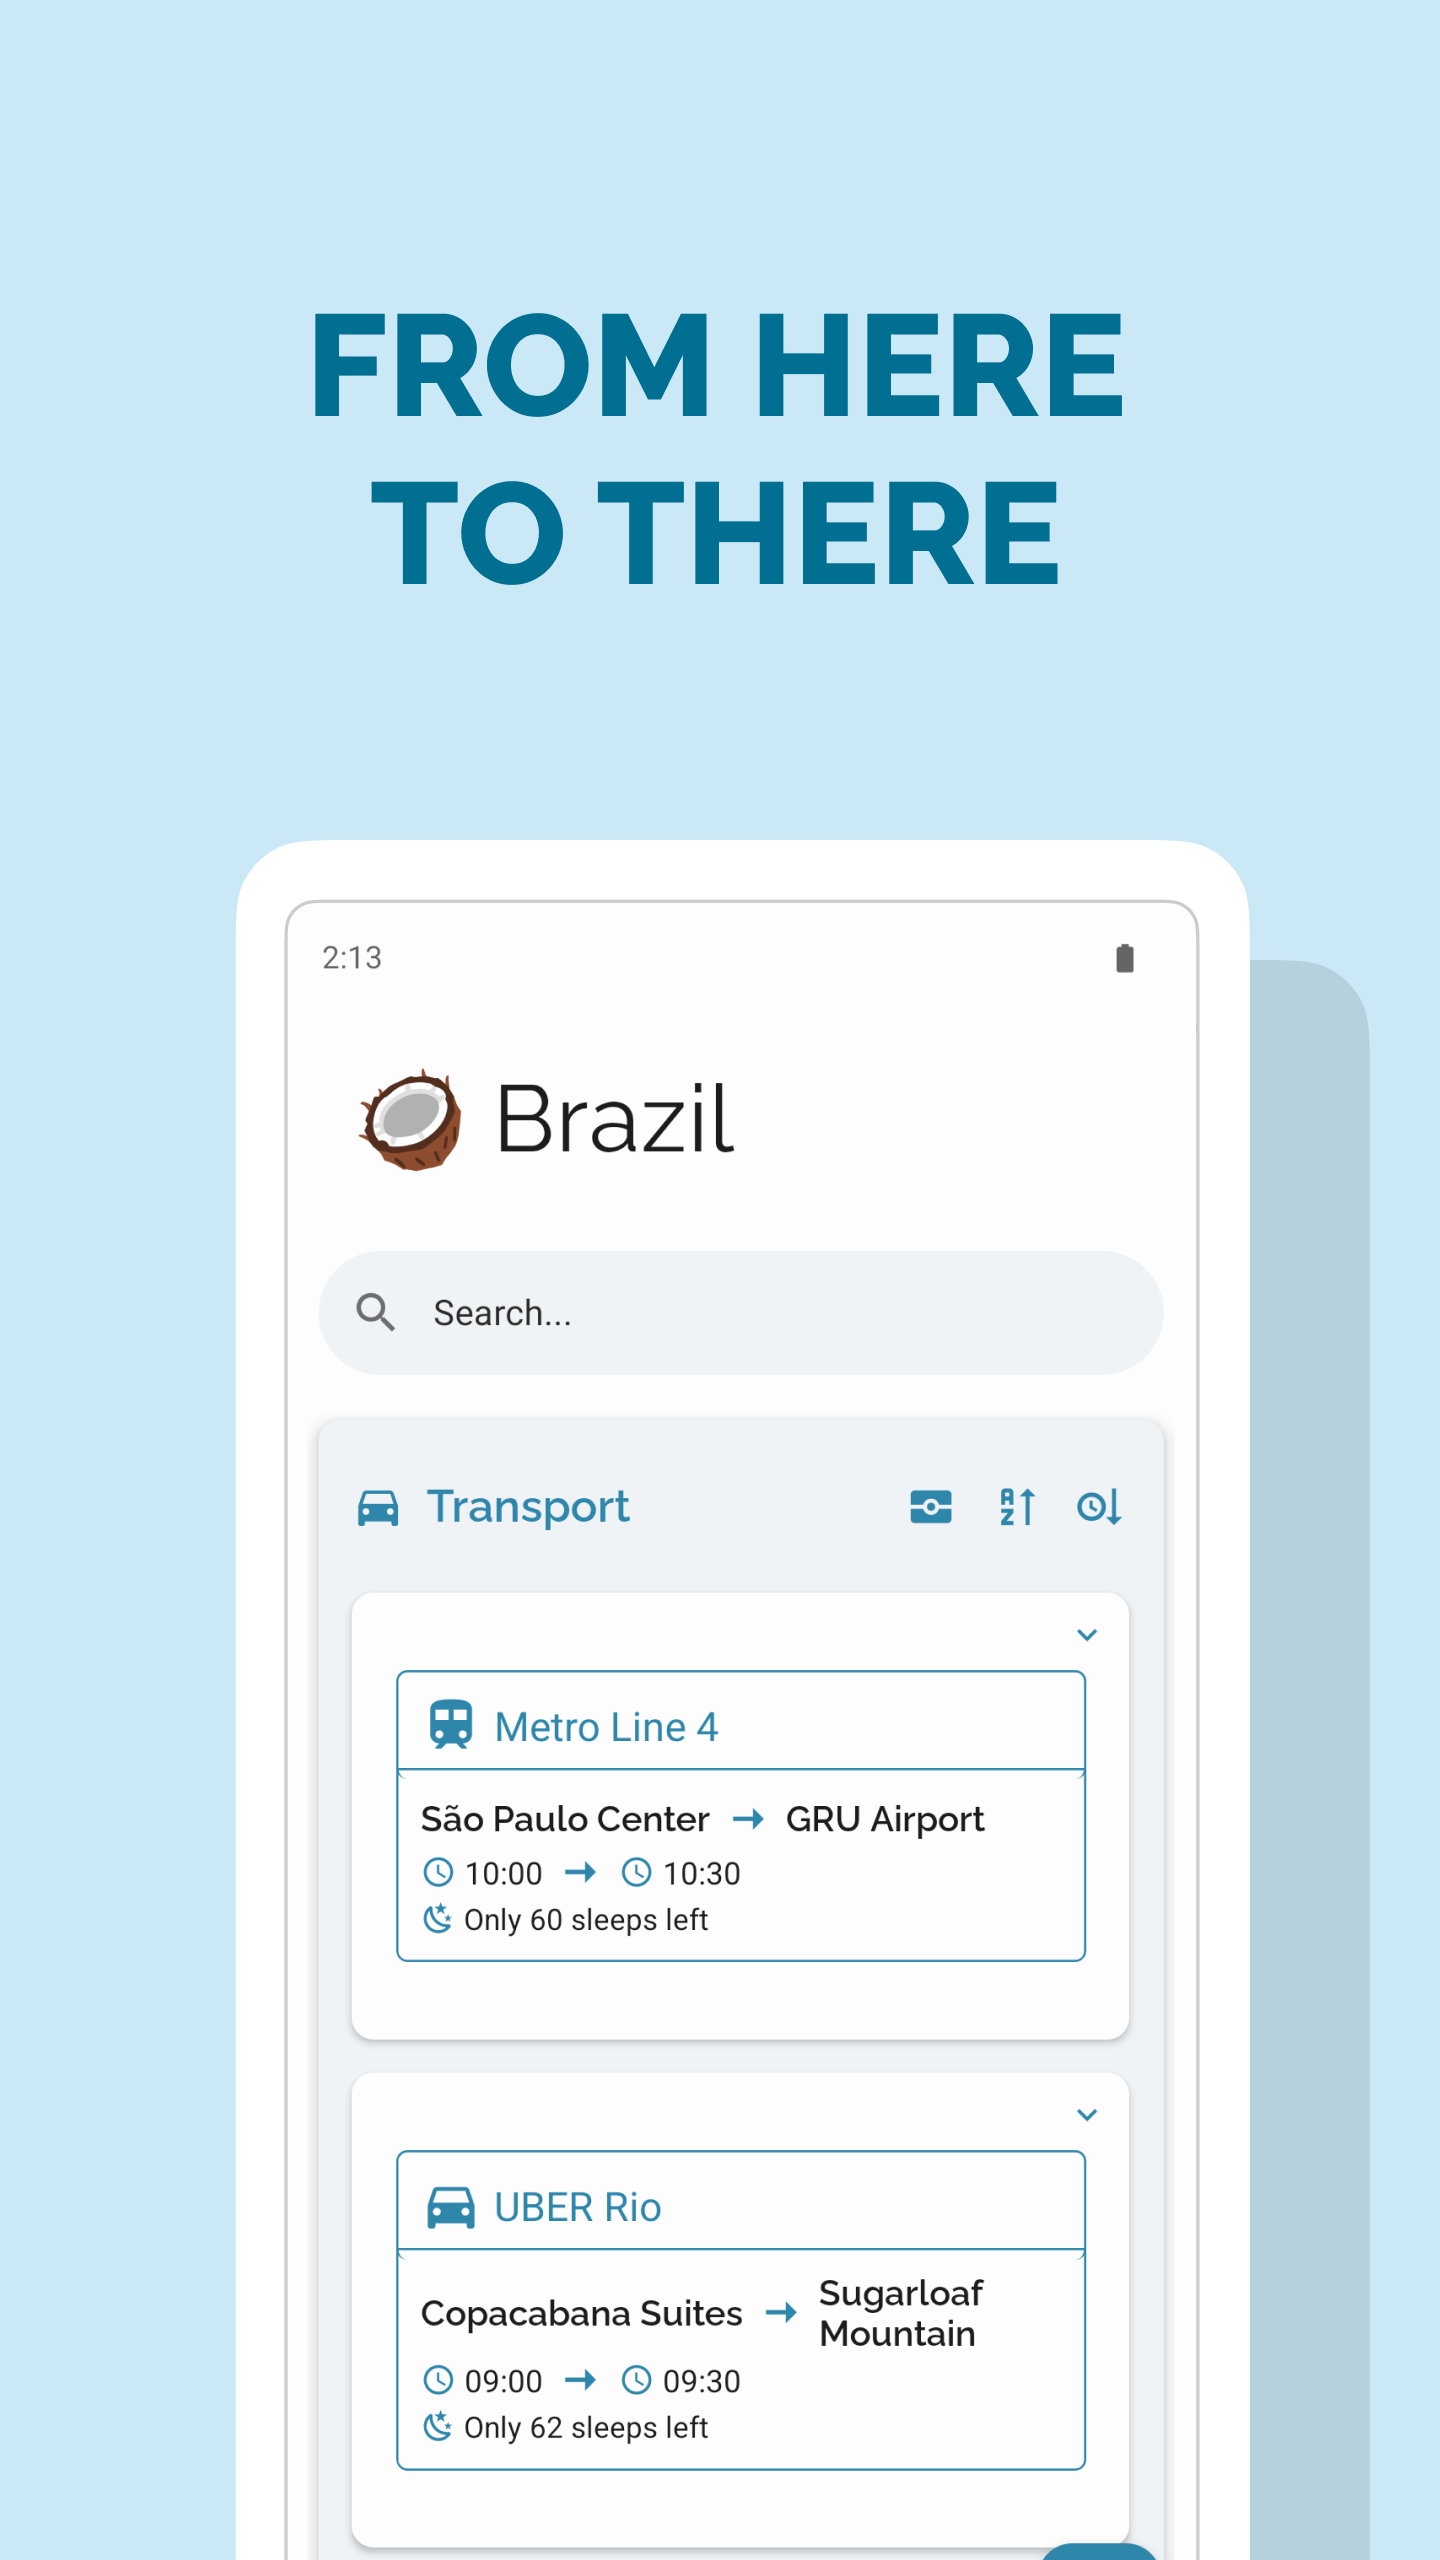 FROM HERE
TO THERE
2:13
Brazil
Search...
Transport
Metro Line 4
São Paulo Center → GRU Airport
10:00 → 10:30
Only 60 sleeps left
UBER Rio
Copacabana Suites → Sugarloaf
Mountain
09:00 → 09:30
Only 62 sleeps left